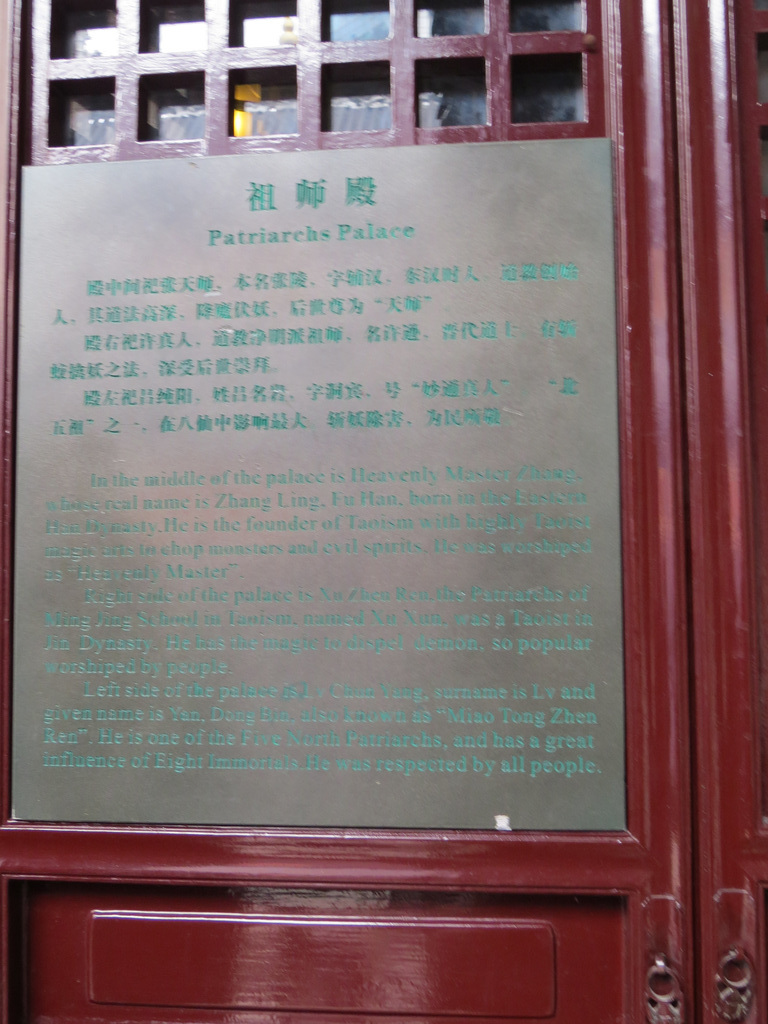 祖师殿
Patriarchs Palace
殿中间祀张天师，本名张陵，字辅汉，东汉时人，道教创始
人，其道法高深，降魔伏妖，后世尊为“天师”
殿右祀许真人，道教净明派祖师，名许逊，晋代道士，有斩
蛟擒妖之法，深受后世崇拜。
殿左祀吕纯阳，姓吕名岩，字洞宾，号“妙通真人” “北
五祖”之一，在八仙中影响最大 斩妖除害，为民所敬
In the middle of the palace is Heavenly Master Zhang,
whose real name is Zhang Ling, Fu Han, born in the Eastern
Han Dynasty.He is the founder of Taoism with highly Taoist
magic arts to chop monsters and evil spirits. He was worshiped
as “Heavenly Master”.
Right side of the palace is Xu Zhen Ren,the Patriarchs of
Ming Jing School in Taoism, named Xu Xun, was a Taoist in
Jin Dynasty. He has the magic to dispel demon, so popular
worshiped by people.
Left side of the palace is Lv Chun Yang, surname is Lv and
given name is Yan, Dong Bin, also known as “Miao Tong Zhen
Ren”. He is one of the Five North Patriarchs, and has a great
influence of Eight Immortals.He was respected by all people.